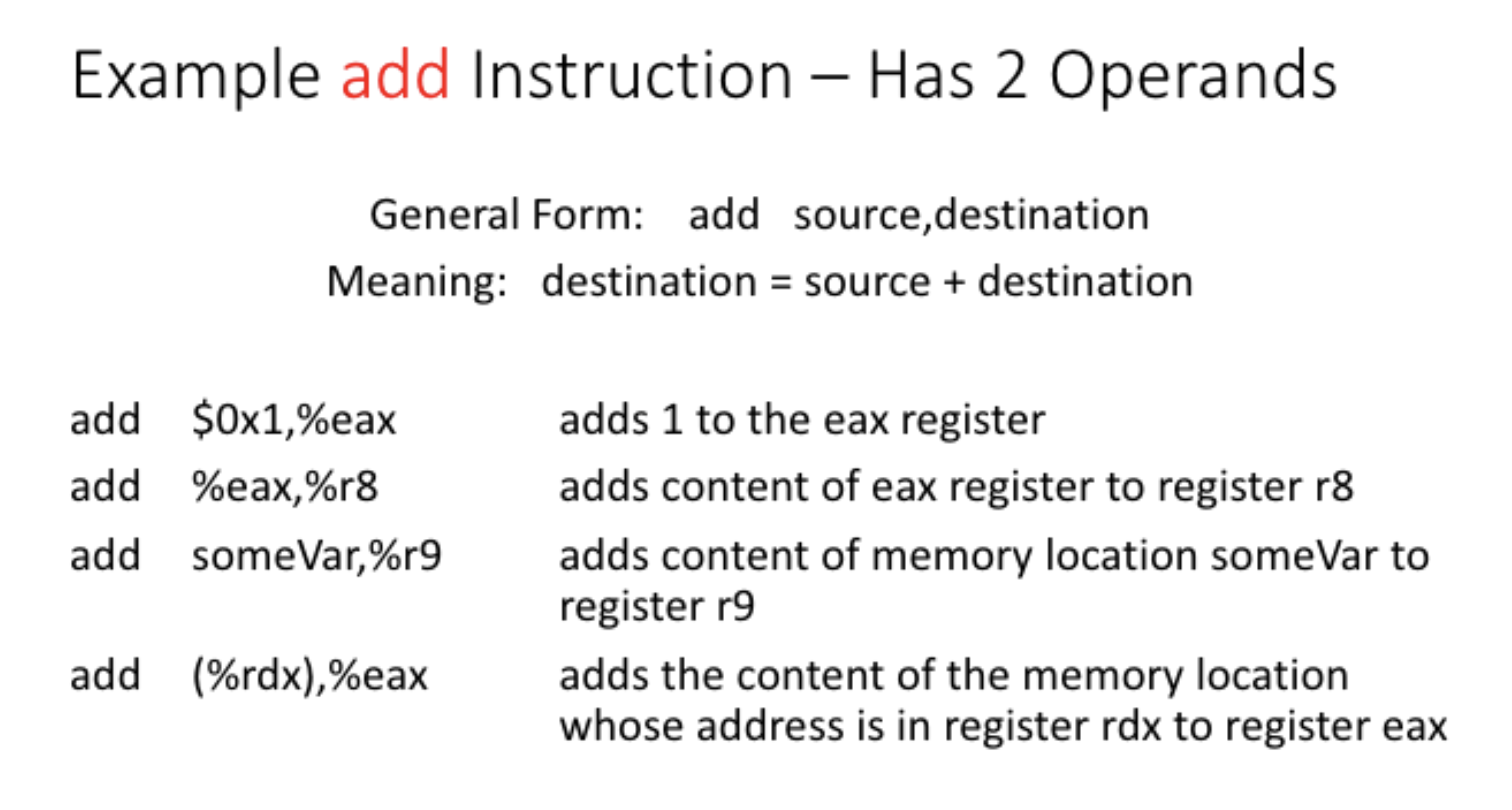 Example add Instruction – Has 2 Operands
General Form: add source,destination
Meaning: destination = source + destination
add $0x1,%eax adds 1 to the eax register
add %eax,%r8 adds content of eax register to register r8
add someVar,%r9 adds content of memory location someVar to
register r9
add (%rdx),%eax adds the content of the memory location
whose address is in register rdx to register eax